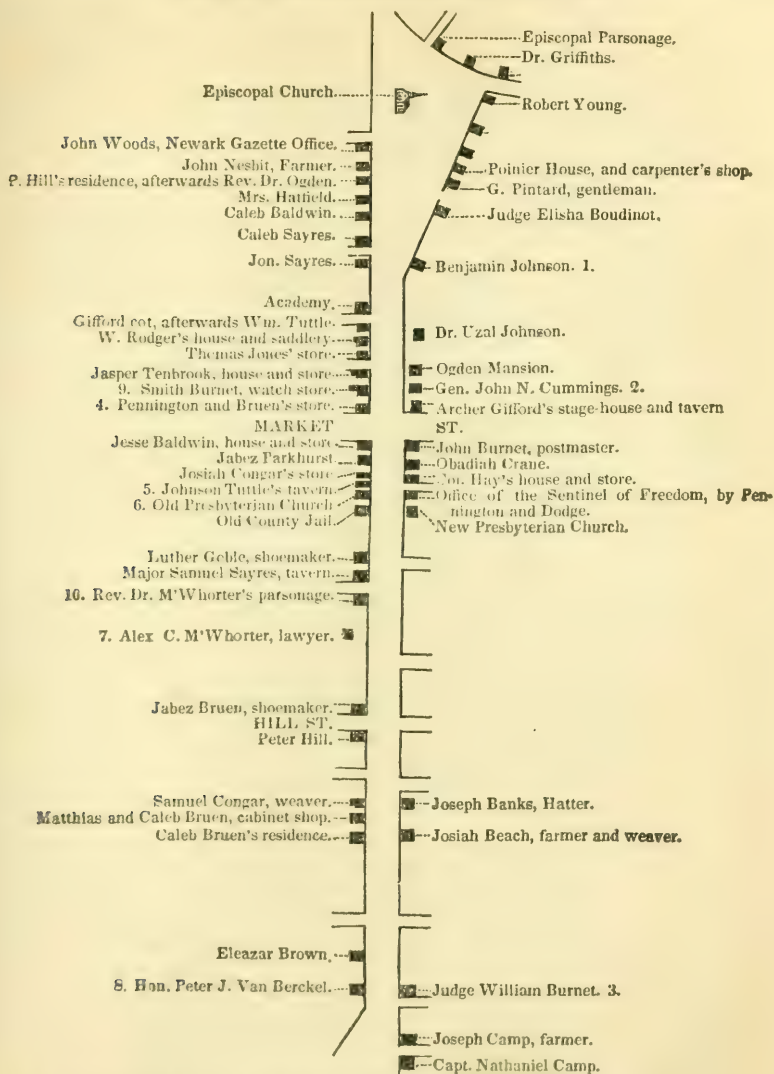 Episcopal Parsonage.
Dr. Griffiths.
Episcopal Church
Robert Young.
John Woods, Newark Gazette Office.
John Nesbit, Farmer.
P. Hill's residence, afterwards Rev. Dr. Ogden.
Poinier House, and carpenter's shop.
Mrs. Hatfield.
G. Pintard, gentleman.
Caleb Baldwin.
Judge Elisha Boudinot.
Caleb Sayres.
Jon. Sayres.
Benjamin Johnson. 1.
Academy.
Gifford cot, afterwards Wm. Tuttle.
W. Rodger's house and saddlery.
Dr. Uzal Johnson.
Thomas Jones' store.
Jasper Tenbrook, house and store
Ogden Mansion.
9. Smith Burnet, watch store.
Gen. John N. Cummings. 2.
4. Pennington and Bruen's store.
Archer Gifford's stage-house and tavern
MARKET ST.
Jesse Baldwin, house and store
John Burnet, postmaster.
Jabez Parkhurst.
Obadiah Crane.
Josiah Congar's store
Hay's house and store.
5. Johnson Tuttle's tavern.
Office of the Sentinel of Freedom, by Pen-
6. Old Presbyterian Church
nington and Dodge.
Old County Jail.
New Presbyterian Church.
Luther Goble, shoemaker.
Major Samuel Sayres, tavern.
10. Rev. Dr. M'Whorter's parsonage.
7. Alex C. M'Whorter, lawyer.
Jabez Bruen, shoemaker.
HILL ST.
Peter Hill.
Samuel Congar, weaver.
Joseph Banks, Hatter.
Matthias and Caleb Bruen, cabinet shop.
Caleb Bruen's residence.
Josiah Beach, farmer and weaver.
Eleazar Brown.
8. Hon. Peter J. Van Berckel.
Judge William Burnet. 3.
Joseph Camp, farmer.
Capt. Nathaniel Camp.